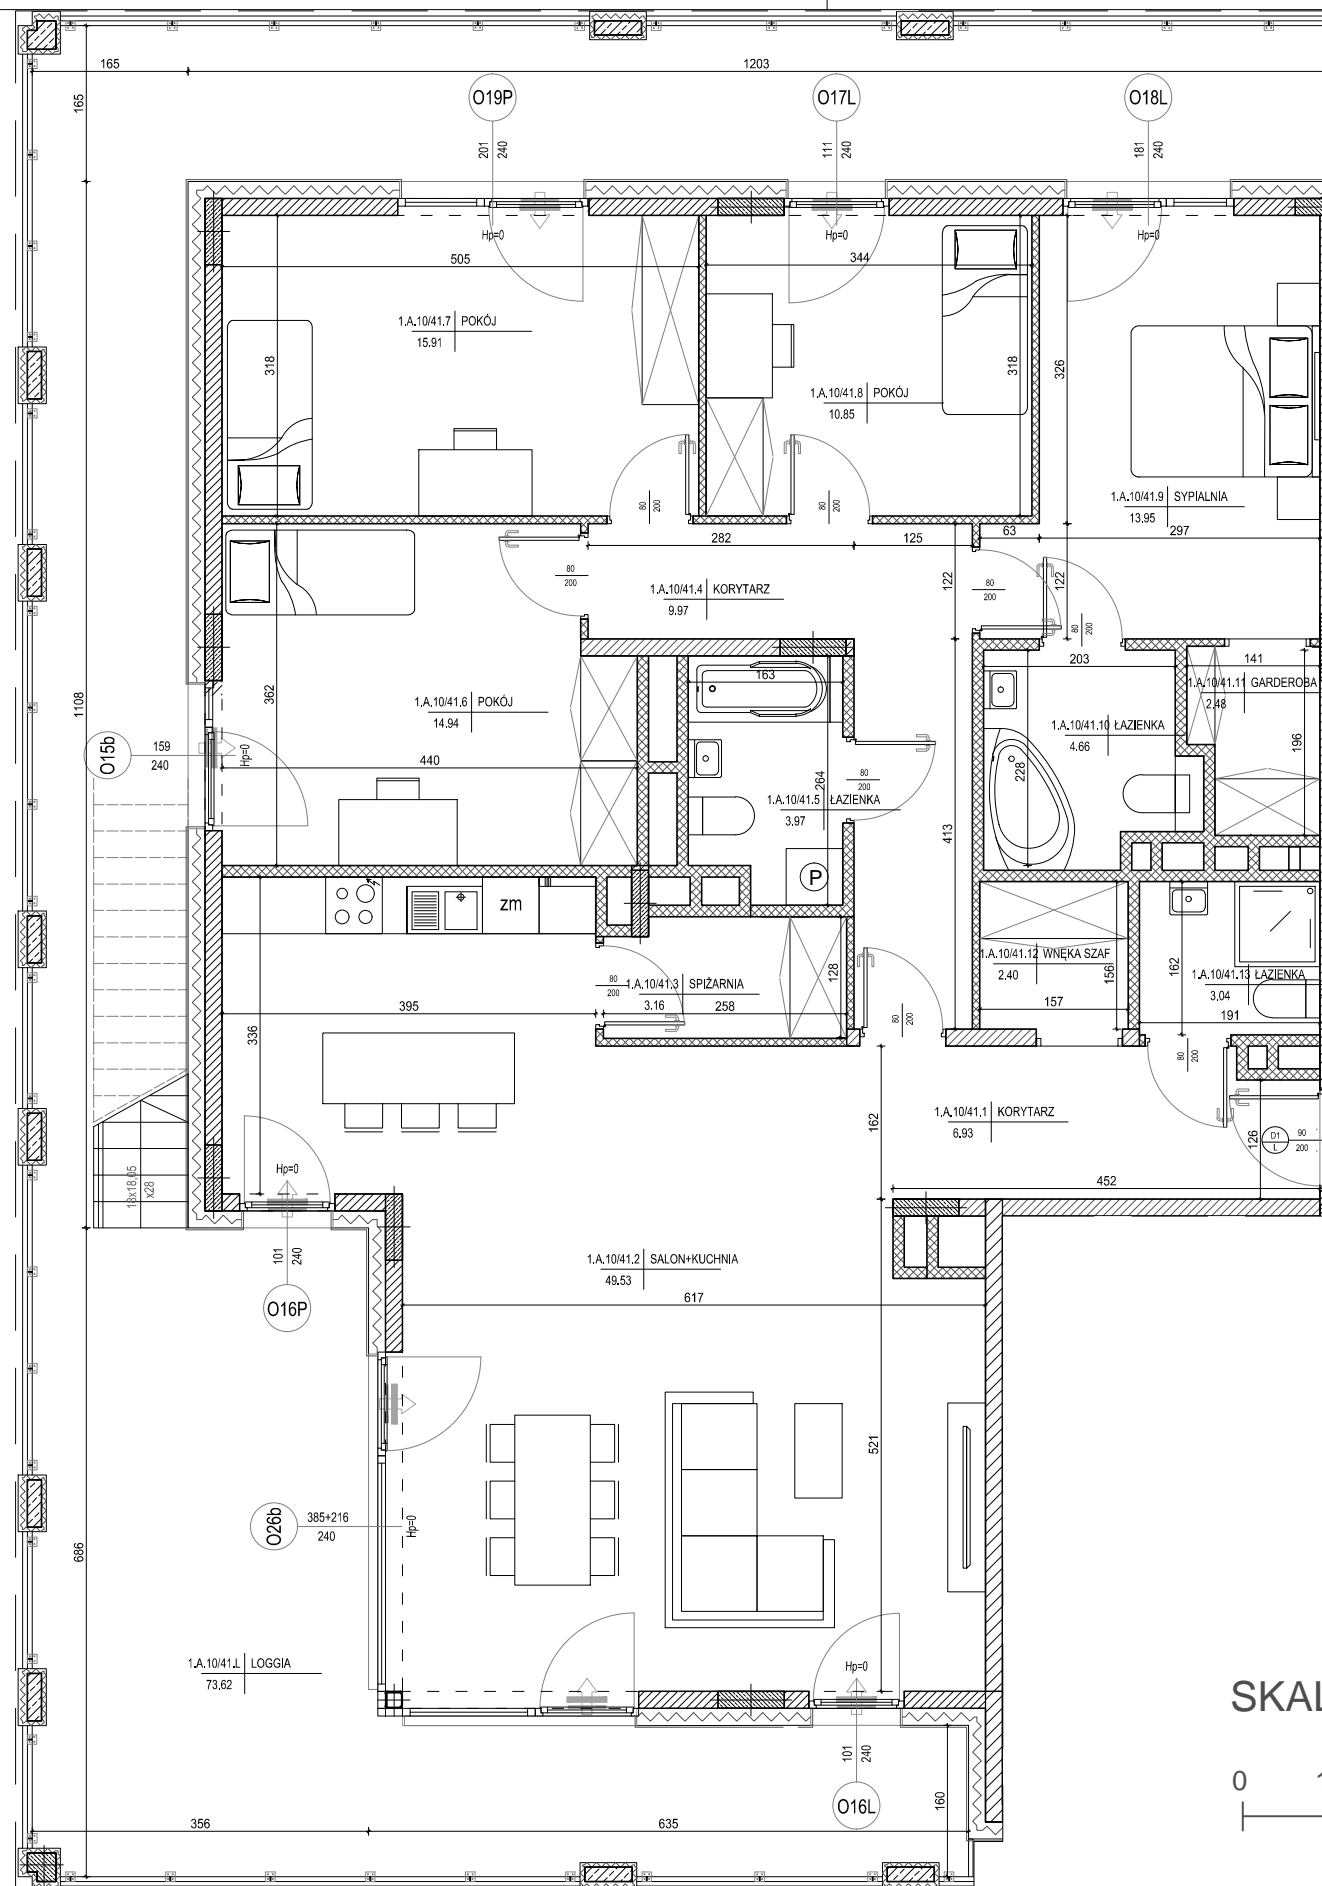 165
1203
165
O19P
O17L
O18L
201
240
111
240
181
240
Hp=0
Hp=0
Hp=0
505
344
1.A.10/41.7 POKÓJ
15.91
318
318
326
1.A.10/41.8 POKÓJ
10.85
1.A.10/41.9 SYPIALNIA
13.95
80
200
80
200
282
125
63
297
80
200
1.A.10/41.4 KORYTARZ
9.97
122
80
200
122
80
200
1108
362
1.A.10/41.6 POKÓJ
14.94
163
203
141
1.A.10/41.11 GARDEROBA
2.48
1.A.10/41.10 ŁAZIENKA
4.66
196
O15b
159
240
Hp=0
440
264
80
200
228
1.A.10/41.5 ŁAZIENKA
3.97
413
P
zm
1.A.10/41.12 WNĘKA SZAF
2.40
156
162
1.A.10/41.13 ŁAZIENKA
3,04
128
80
200
1.A.10/41.3 SPIŻARNIA
3.16
258
395
157
191
336
80
200
80
200
162
1.A.10/41.1 KORYTARZ
6.93
126
D1
L
90
200
Hp=0
18x18,05
x28
452
101
240
1.A.10/41.2 SALON+KUCHNIA
49.53
O16P
617
521
O26b
385+216
240
Hp=0
686
1.A.10/41.L LOGGIA
73,62
Hp=0
SKAL
0
101
240
O16L
160
356
635